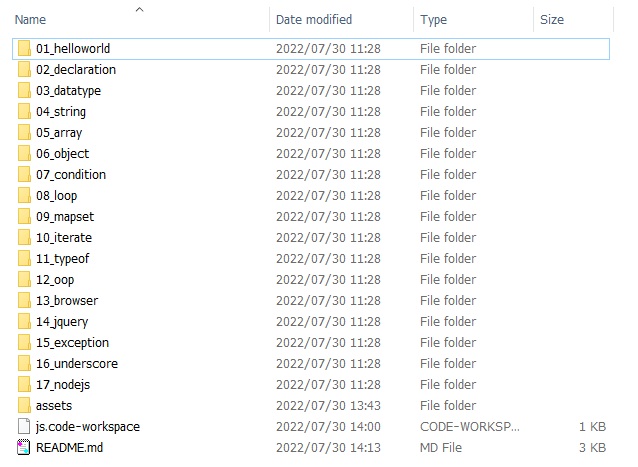 Name Date modified Type Size
01_helloworld 2022/07/30 11:28 File folder
02_declaration 2022/07/30 11:28 File folder
03_datatype 2022/07/30 11:28 File folder
04_string 2022/07/30 11:28 File folder
05_array 2022/07/30 11:28 File folder
06_object 2022/07/30 11:28 File folder
07_condition 2022/07/30 11:28 File folder
08_loop 2022/07/30 11:28 File folder
09_mapset 2022/07/30 11:28 File folder
10_iterate 2022/07/30 11:28 File folder
11_typeof 2022/07/30 11:28 File folder
12_oop 2022/07/30 11:28 File folder
13_browser 2022/07/30 11:28 File folder
14_jquery 2022/07/30 11:28 File folder
15_exception 2022/07/30 11:28 File folder
16_underscore 2022/07/30 11:28 File folder
17_nodejs 2022/07/30 11:28 File folder
assets 2022/07/30 13:43 File folder
js.code-workspace 2022/07/30 14:00 CODE-WORKSP... 1 KB
README.md 2022/07/30 14:13 MD File 3 KB